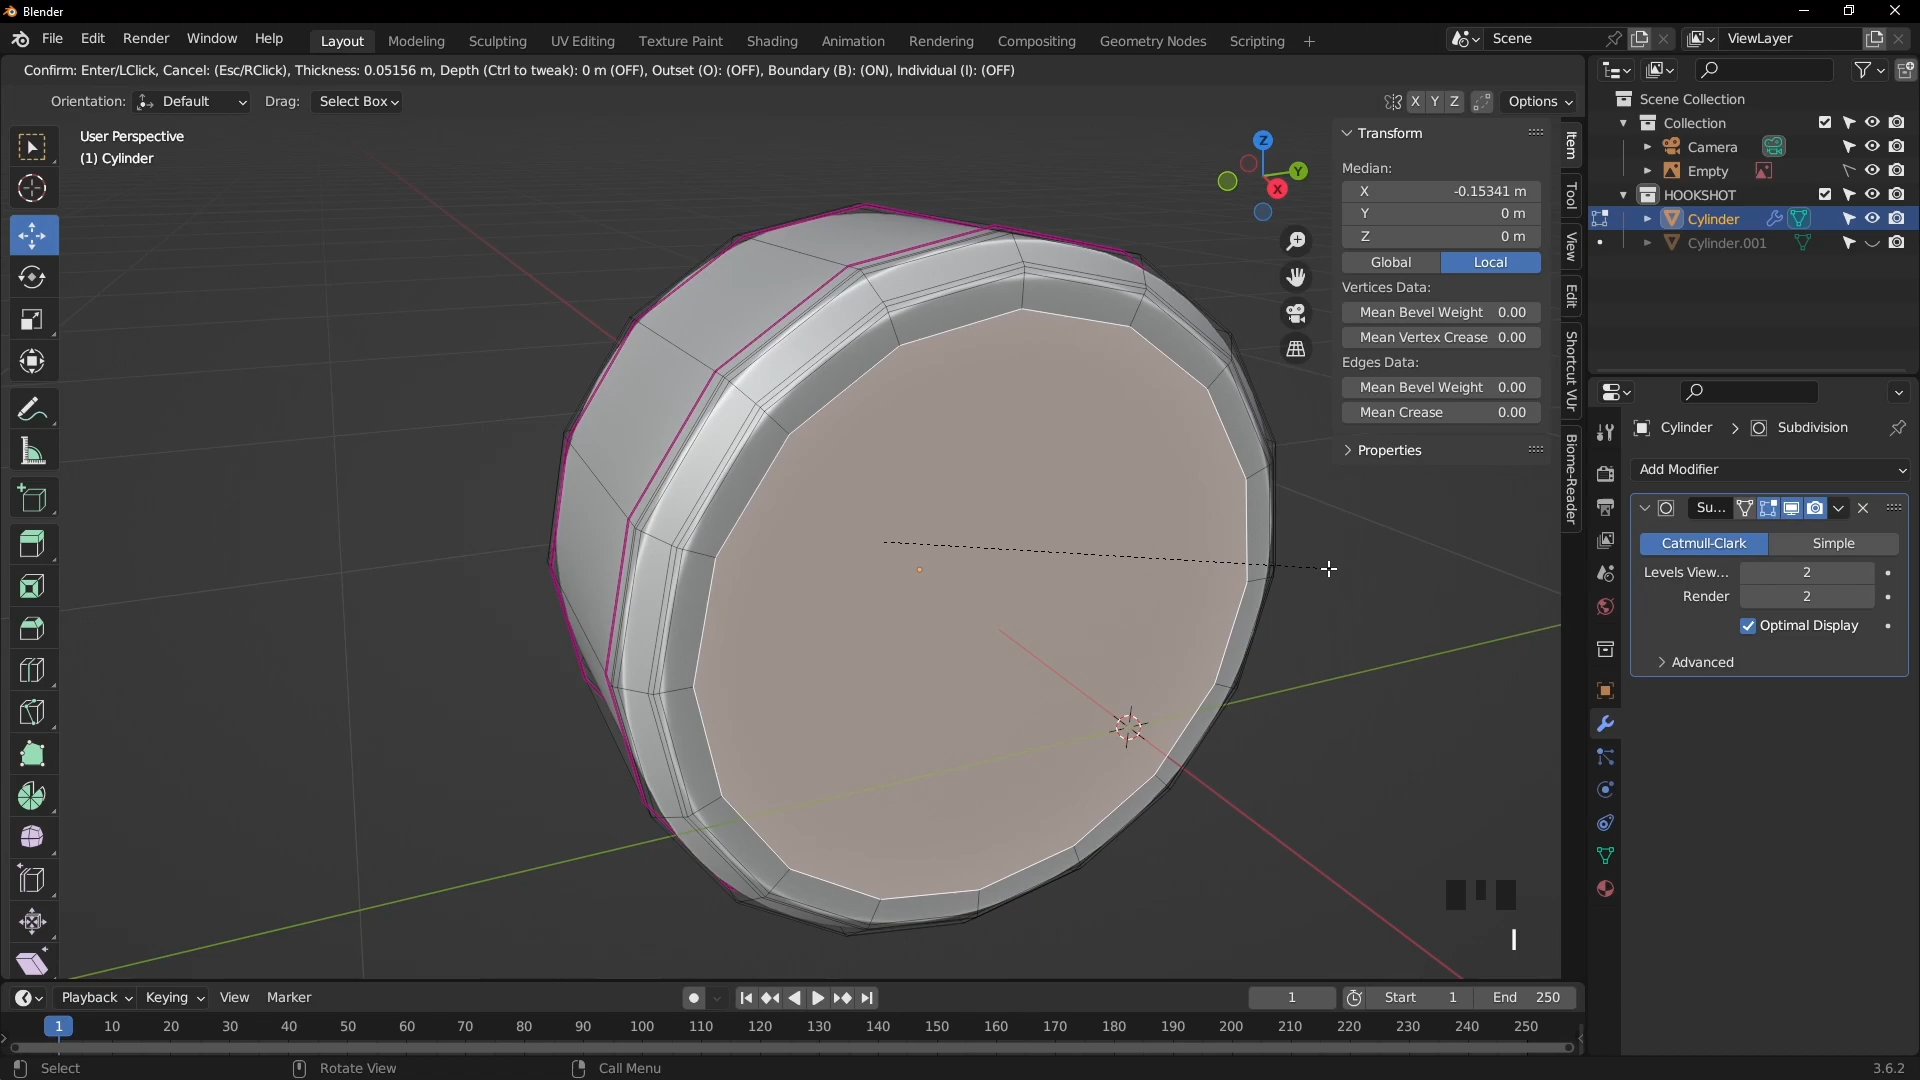 Blender
File Edit Render Window Help
Layout Modeling Sculpting UV Editing Texture Paint Shading Animation Rendering Compositing Geometry Nodes Scripting +
Scene
ViewLayer
Confirm: Enter/LClick, Cancel: (Esc/RClick), Thickness: 0.05156 m, Depth (Ctrl to tweak): 0 m (OFF), Outset (O): (OFF), Boundary (B): (ON), Individual (I): (OFF)
Orientation: Default Drag: Select Box
X Y Z Options
User Perspective
(1) Cylinder
Z
Y
X
Transform
Median:
X -0.15341 m
Y 0 m
Z 0 m
Global Local
Vertices Data:
Mean Bevel Weight 0.00
Mean Vertex Crease 0.00
Edges Data:
Mean Bevel Weight 0.00
Mean Crease 0.00
Properties
Item
Tool
View
Edit
Shortcut VUr
Biome-Reader
Scene Collection
Collection
Camera
Empty
HOOKSHOT
Cylinder
Cylinder.001
Cylinder > Subdivision
Add Modifier
Su...
Catmull-Clark Simple
Levels View... 2
Render 2
Optimal Display
Advanced
I
Playback Keying View Marker
1 Start 1 End 250
1 10 20 30 40 50 60 70 80 90 100 110 120 130 140 150 160 170 180 190 200 210 220 230 240 250
Select Rotate View Call Menu
3.6.2